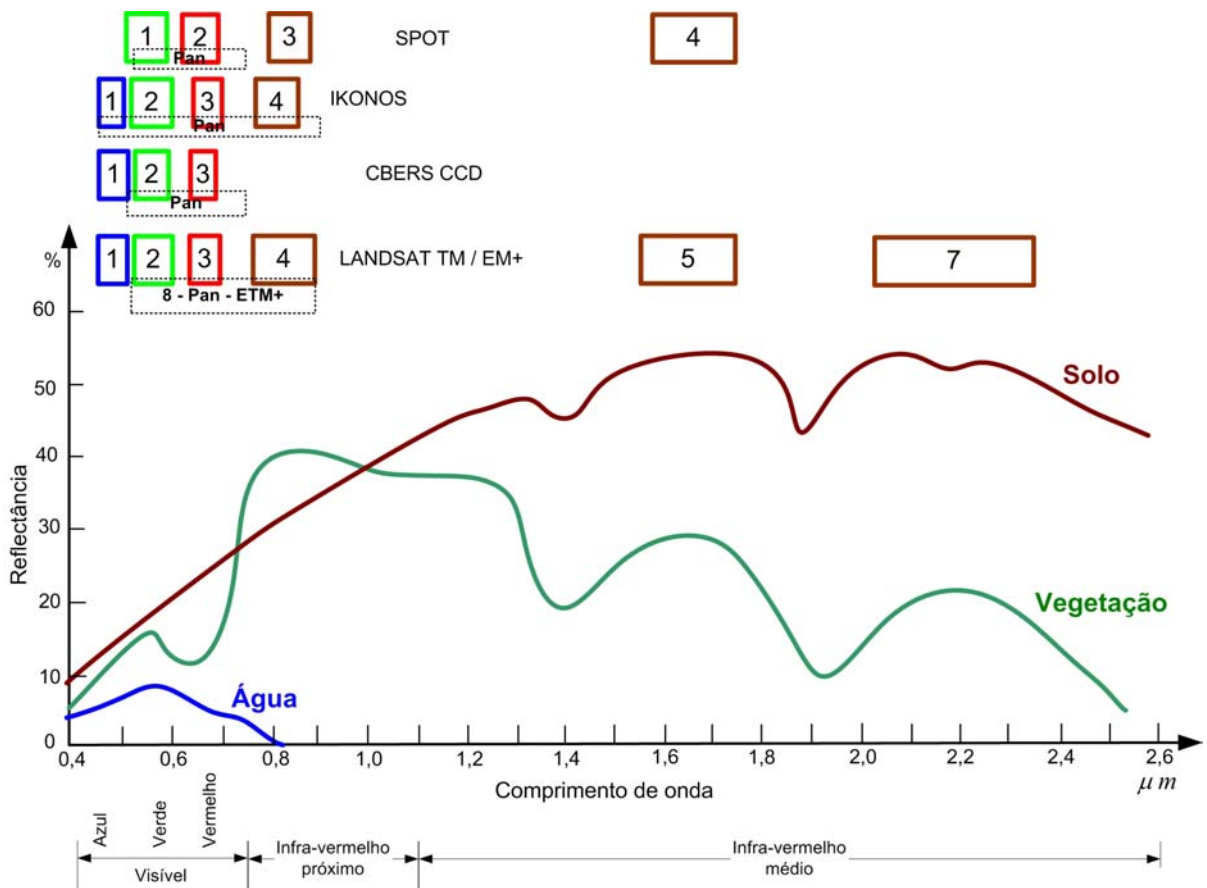 1 2 3 SPOT 4
Pan
1 2 3 4 IKONOS
Pan
1 2 3 CBERS CCD
Pan
% 1 2 3 4 LANDSAT TM / EM+ 5 7
8 - Pan - ETM+
60
50
40
30
20
10
0
Reflectância
Solo
Vegetação
Água
0,4 0,6 0,8 1,0 1,2 1,4 1,6 1,8 2,0 2,2 2,4 2,6
Comprimento de onda
μ m
Azul
Verde
Vermelho
Visível
Infra-vermelho
próximo
Infra-vermelho
médio